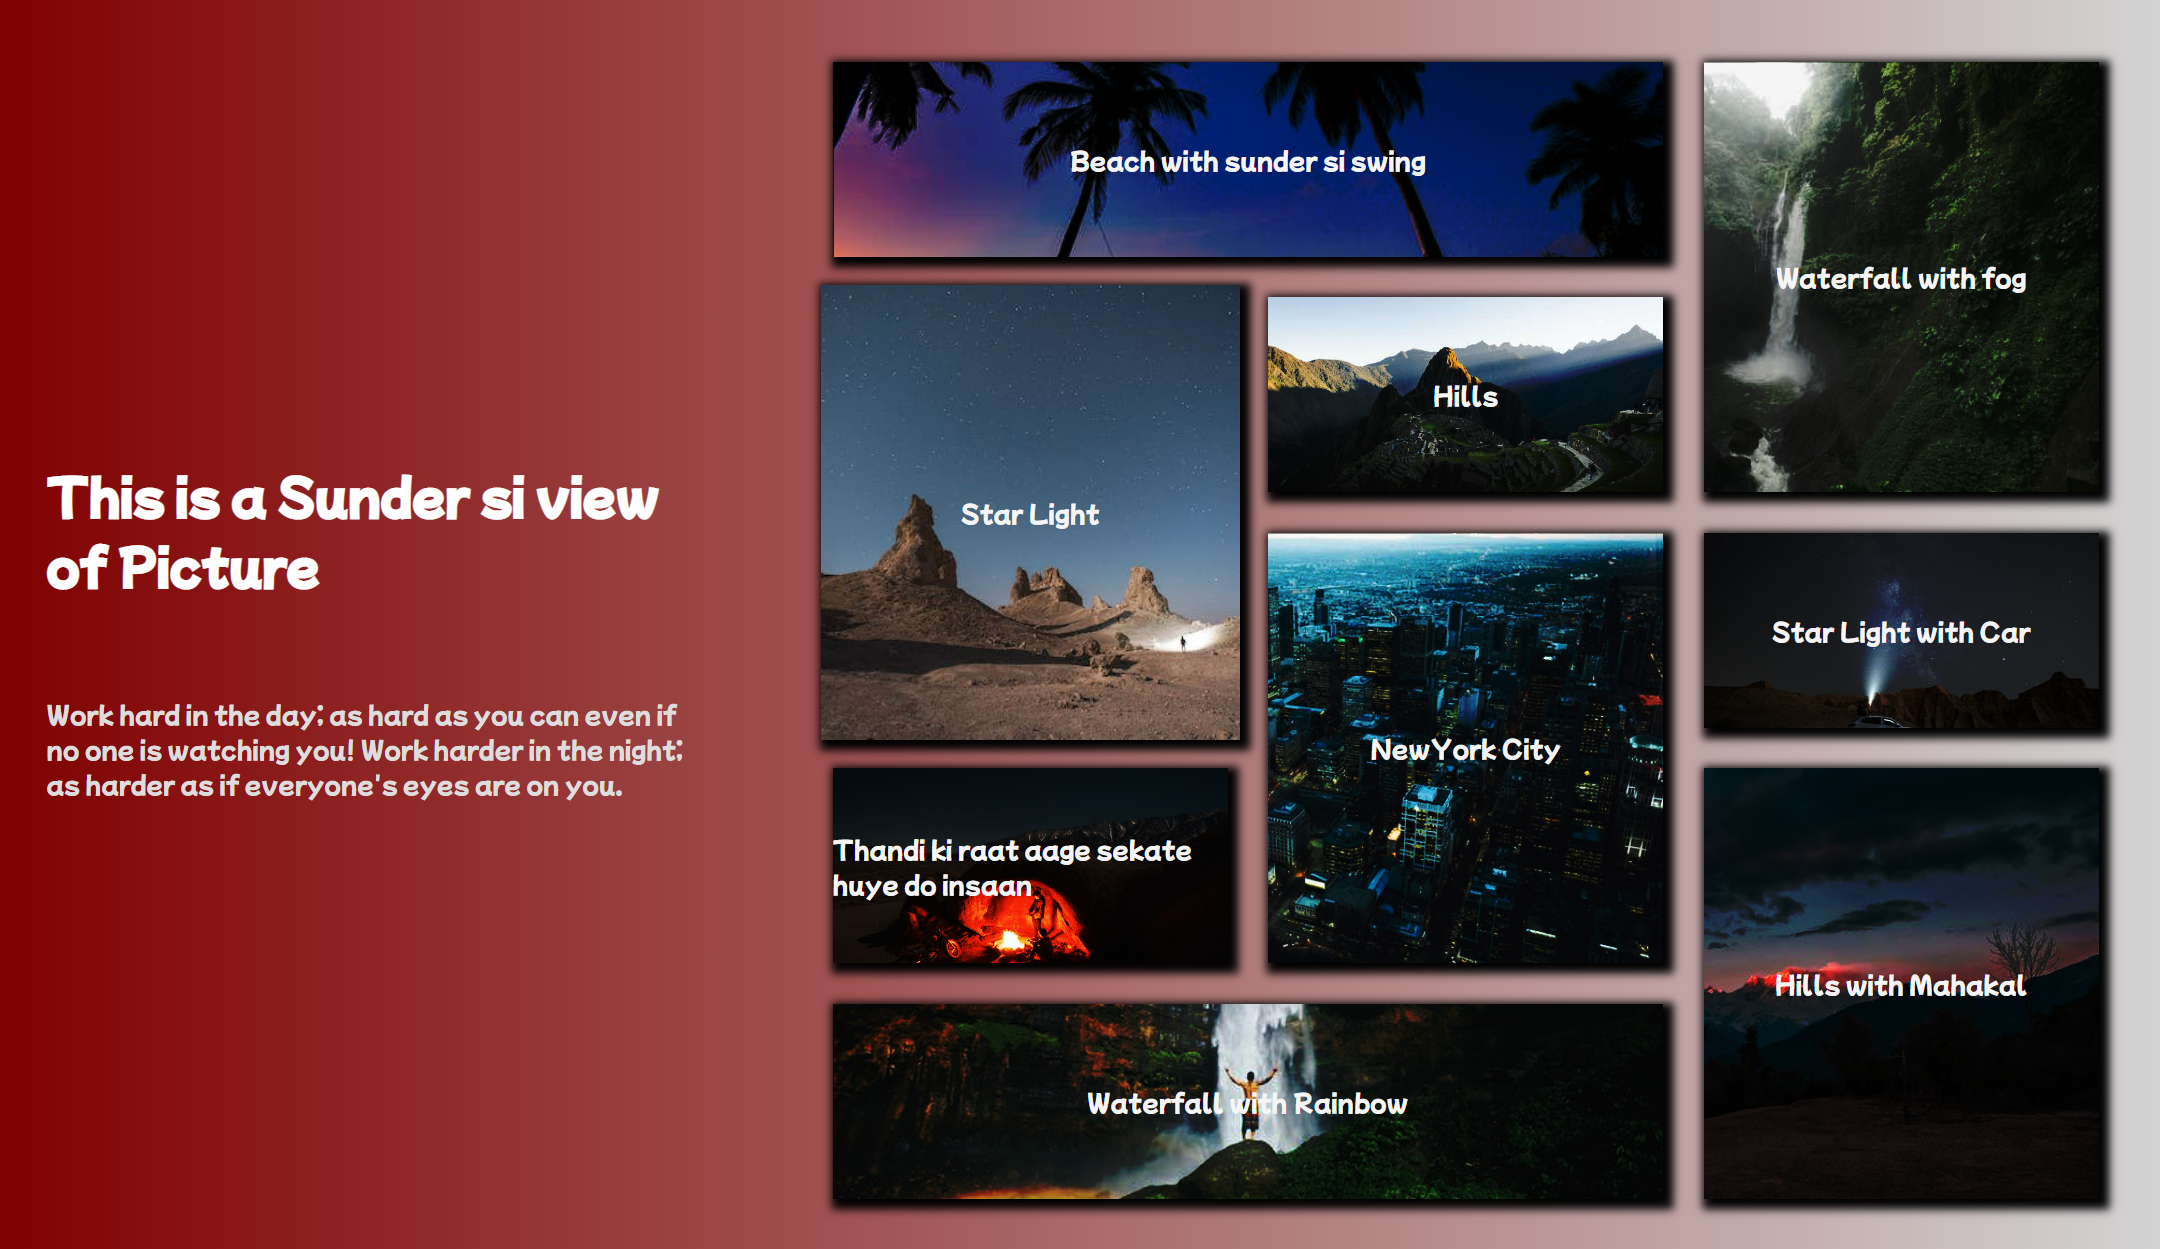 This is a Sunder si view
of Picture
Work hard in the day; as hard as you can even if
no one is watching you! Work harder in the night;
as harder as if everyone's eyes are on you.
Beach with sunder si swing
Waterfall with fog
Star Light
Hills
NewYork City
Star Light with Car
Thandi ki raat aage sekate
huye do insaan
Hills with Mahakal
Waterfall with Rainbow